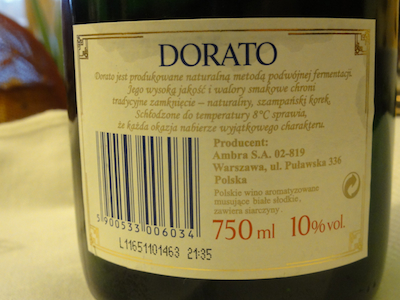 DORATO
Dorato jest produkowane naturalną metodą podwójnej fermentacji.
Jego wysoką jakość i walory smakowe chroni
tradycyjne zamknięcie – naturalny, szampański korek.
Schłodzone do temperatury 8°C sprawia,
że każda okazja nabierze wyjątkowego charakteru.
Producent:
Ambra S.A. 02-819
Warszawa, ul. Puławska 336
Polska
Polskie wino aromatyzowane
musujące białe słodkie,
zawiera siarczyny.
5 900533 006034
750 ml 10% vol.
L11651101463 21:35